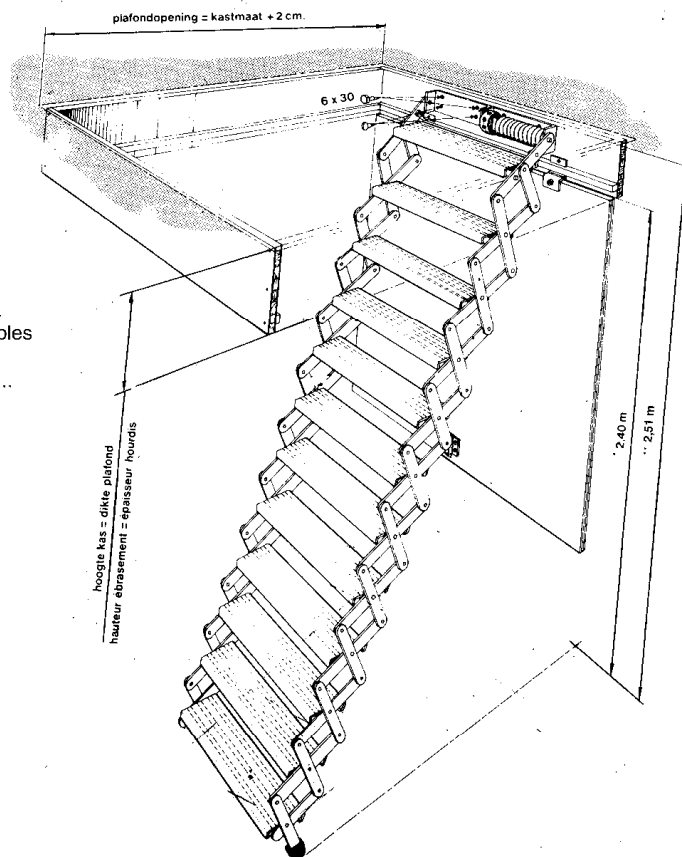 plafondopening = kastmaat + 2 cm.
6 x 30
..
hoogte kas = dikte plafond
hauteur ébrasement = épaisseur hourdis
· 2,40 m
·· 2,51 m